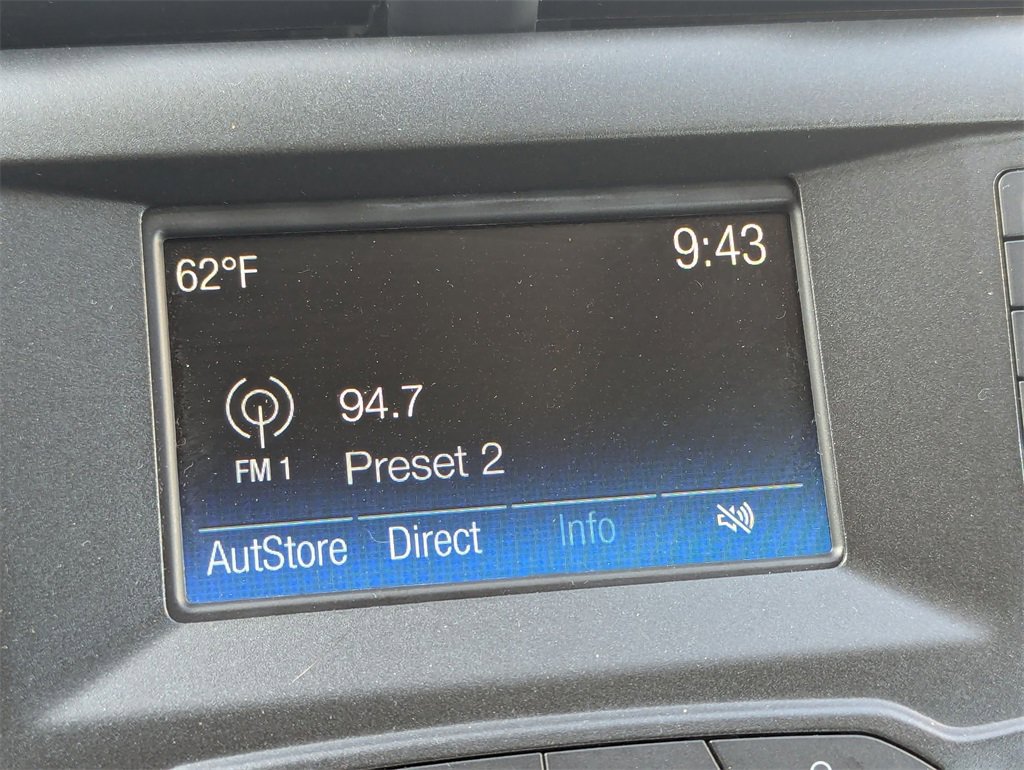 62°F 9:43
94.7
FM 1 Preset 2
AutStore Direct Info